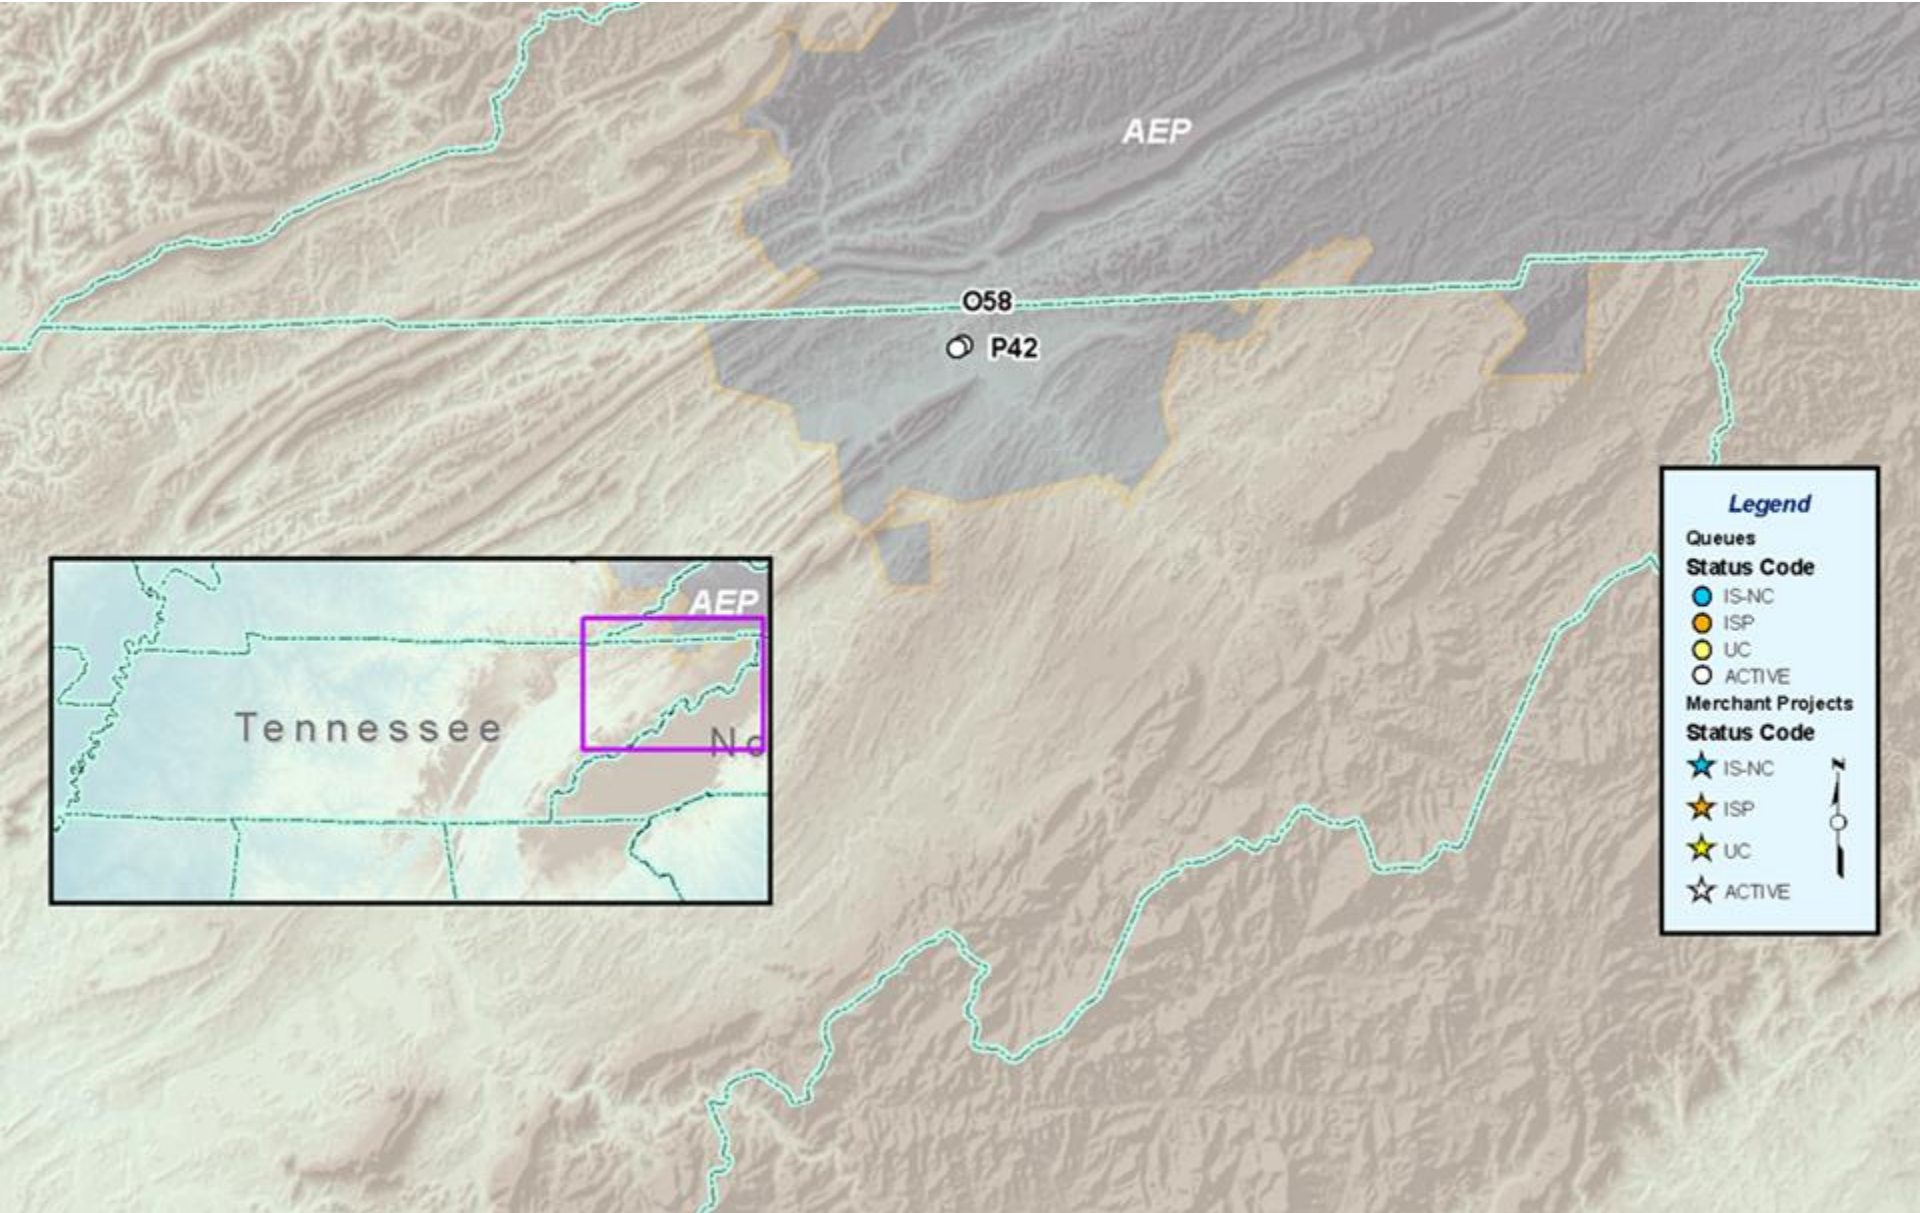 AEP
O58
P42
Legend
Queues
Status Code
IS-NC
ISP
UC
ACTIVE
Merchant Projects
Status Code
IS-NC
ISP
UC
ACTIVE
N
AEP
Tennessee
No